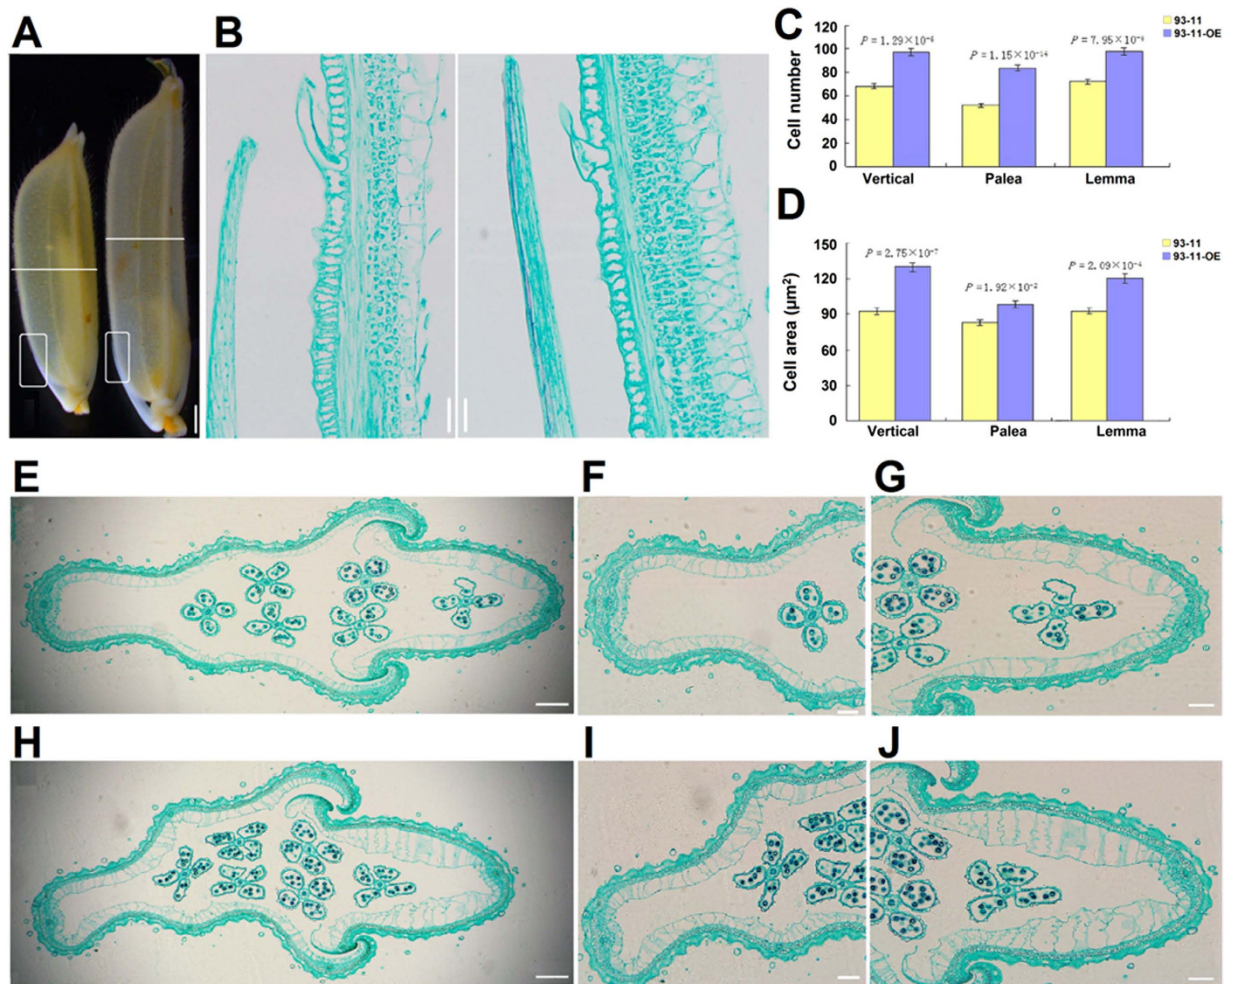 A
B
C
Cell number
120
100
80
60
40
20
0
P = 1.29×10⁻⁶
P = 1.15×10⁻¹⁴
P = 7.95×10⁻⁶
93-11
93-11-OE
Vertical Palea Lemma
D
Cell area (μm²)
150
120
90
60
30
0
P = 2.75×10⁻⁷
P = 1.92×10⁻²
P = 2.09×10⁻⁴
93-11
93-11-OE
Vertical Palea Lemma
E
F
G
H
I
J